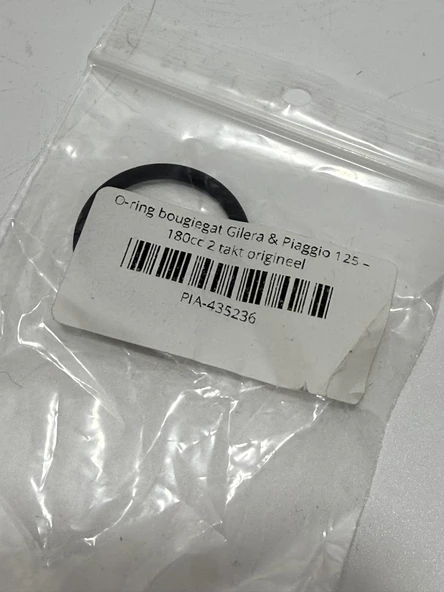 O-ring bougiegat Gilera & Piaggio 125 –
180cc 2 takt origineel
PIA-435236